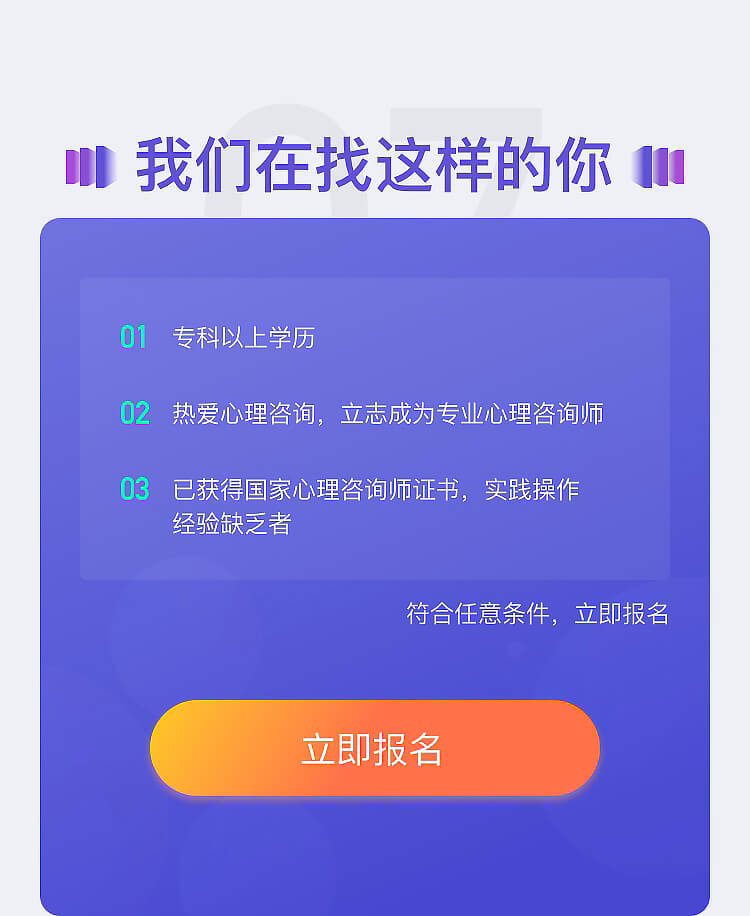 07
我们在找这样的你
01 专科以上学历
02 热爱心理咨询，立志成为专业心理咨询师
03 已获得国家心理咨询师证书，实践操作
经验缺乏者
符合任意条件，立即报名
立即报名